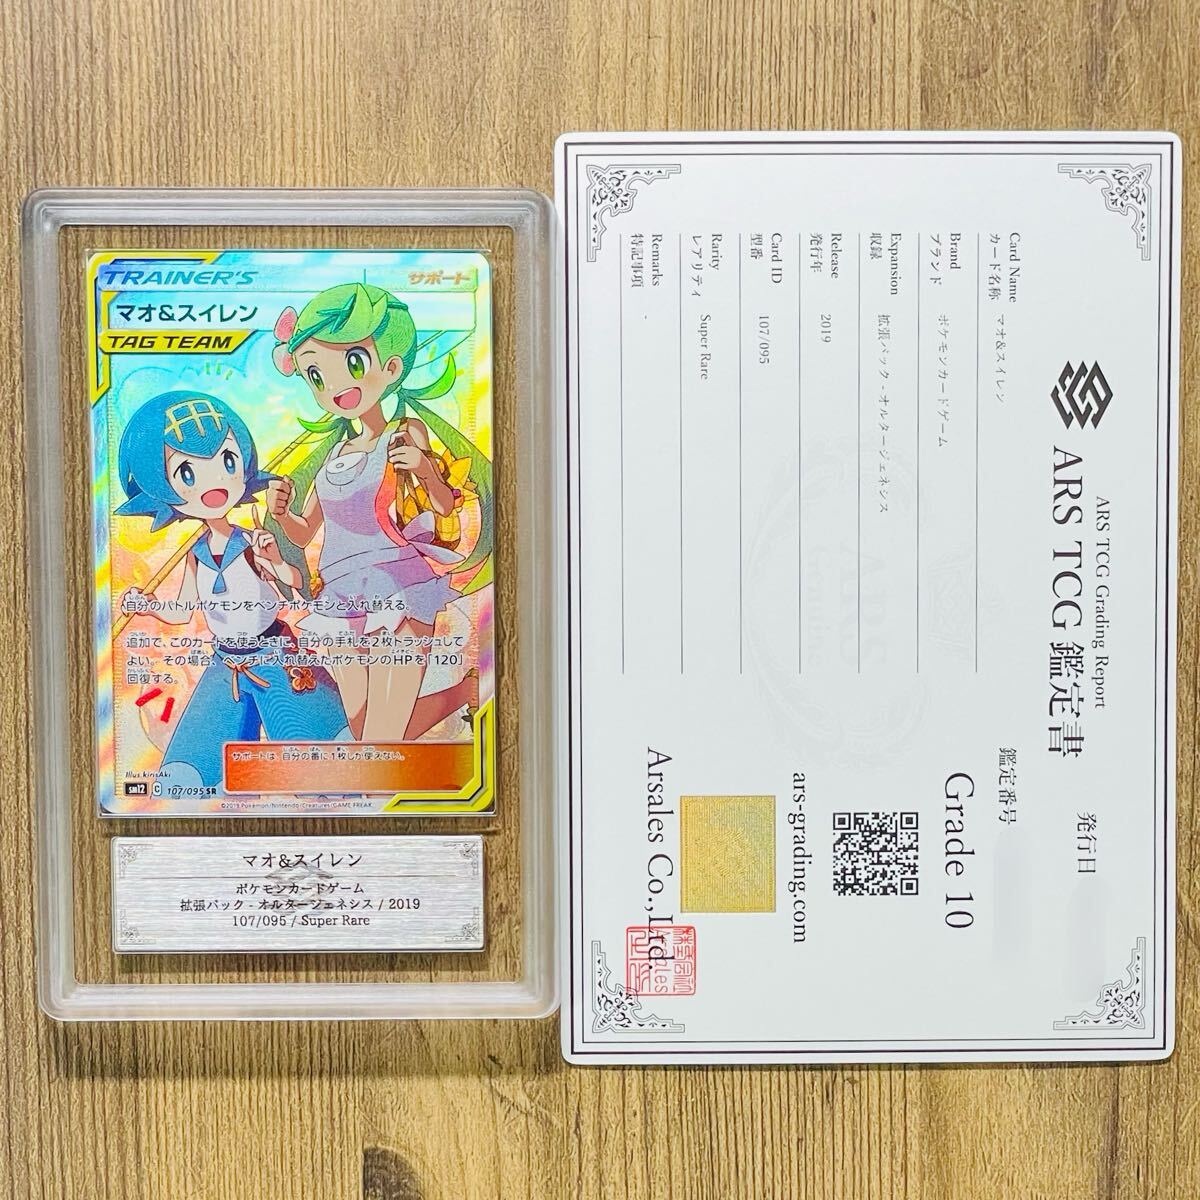 TRAINER'S
サポート
マオ&スイレン
TAG TEAM
自分のバトルポケモンをベンチポケモンと入れ替える。
追加で、このカードを使うときに、自分の手札を2枚トラッシュして
よい。その場合、ベンチに入れ替えたポケモンのHPを「120」
回復する。
サポートは、自分の番に1枚しか使えない。
Illus.kirisAki
sm12 C 107/095 SR
©2019 Pokémon/Nintendo/Creatures/GAME FREAK.
マオ&スイレン
ポケモンカードゲーム
拡張パック - オルタージェネシス / 2019
107/095 / Super Rare
ARS TCG Grading Report
ARS TCG 鑑定書
発行日
鑑定番号
Grade 10
Card Name
カード名称 マオ&スイレン
Brand
ブランド ポケモンカードゲーム
Expansion
収録 拡張パック - オルタージェネシス
Release
発行年 2019
Card ID
型番 107/095
Rarity
レアリティ Super Rare
Remarks
特記事項 -
ars-grading.com
Arsales Co.,Ltd.